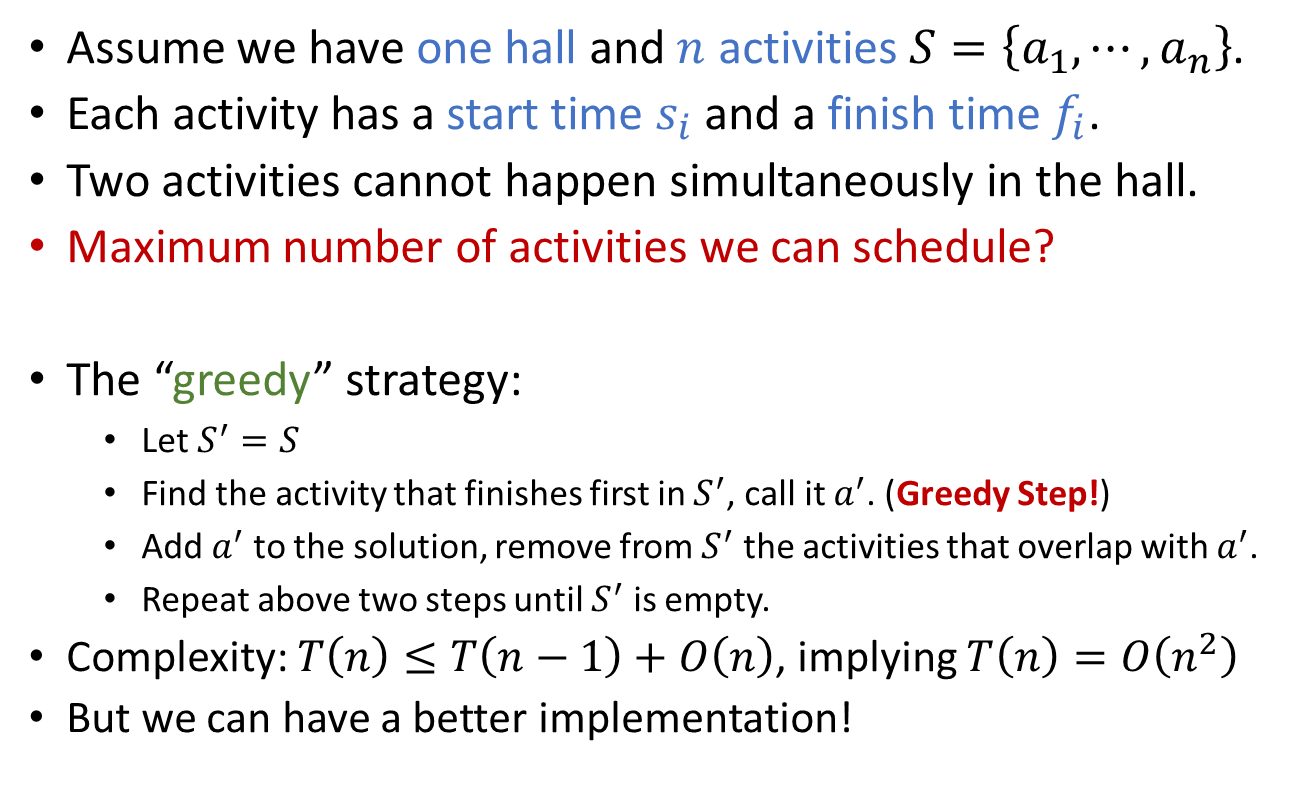 • Assume we have one hall and n activities S = {a₁, ⋯ , aₙ}.
• Each activity has a start time sᵢ and a finish time fᵢ.
• Two activities cannot happen simultaneously in the hall.
• Maximum number of activities we can schedule?
• The “greedy” strategy:
• Let S′ = S
• Find the activity that finishes first in S′, call it a′. (Greedy Step!)
• Add a′ to the solution, remove from S′ the activities that overlap with a′.
• Repeat above two steps until S′ is empty.
• Complexity: T(n) ≤ T(n − 1) + O(n), implying T(n) = O(n²)
• But we can have a better implementation!